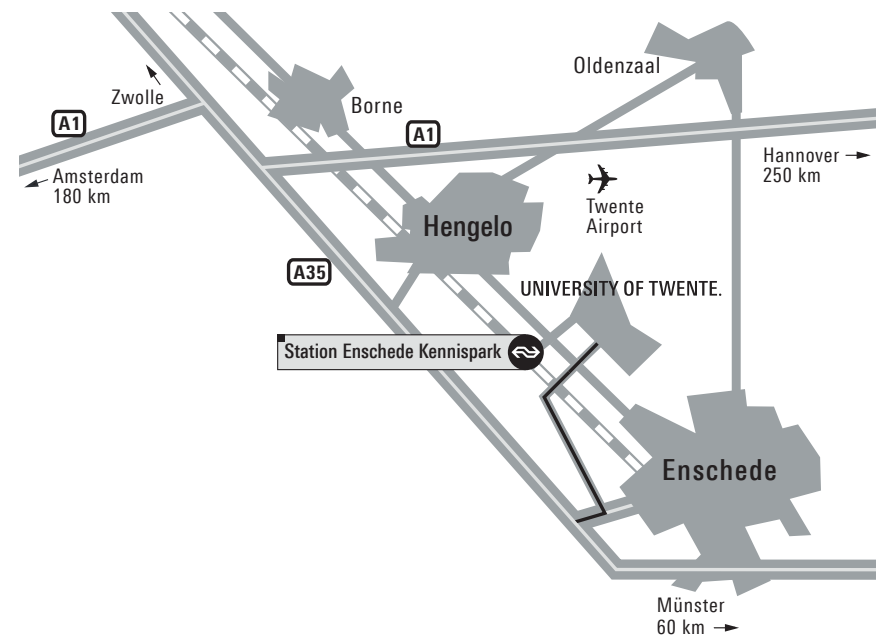 Oldenzaal
Zwolle
Borne
A1
A1
Amsterdam
180 km
Hannover
250 km
Twente
Airport
Hengelo
A35
UNIVERSITY OF TWENTE.
Station Enschede Kennispark
Enschede
Münster
60 km